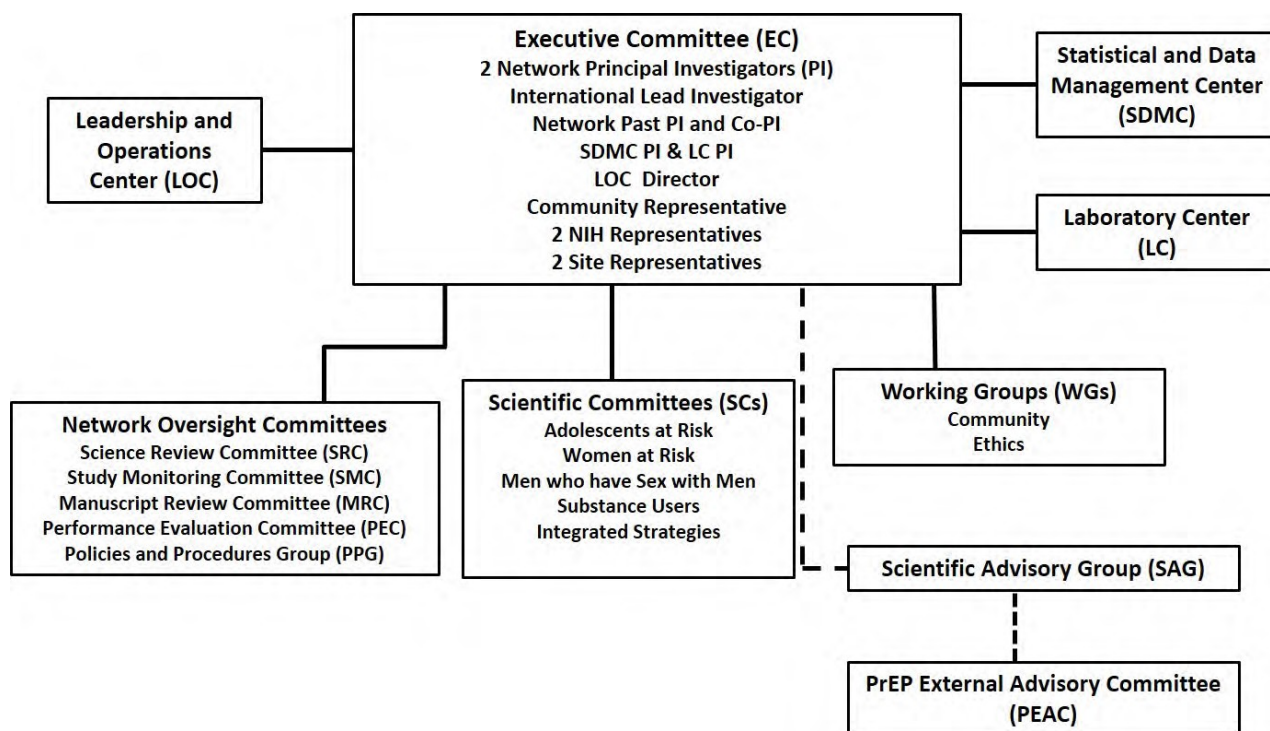 Executive Committee (EC)
2 Network Principal Investigators (PI)
International Lead Investigator
Network Past PI and Co-PI
SDMC PI & LC PI
LOC Director
Community Representative
2 NIH Representatives
2 Site Representatives
Leadership and
Operations
Center (LOC)
Statistical and Data
Management Center
(SDMC)
Laboratory Center
(LC)
Network Oversight Committees
Science Review Committee (SRC)
Study Monitoring Committee (SMC)
Manuscript Review Committee (MRC)
Performance Evaluation Committee (PEC)
Policies and Procedures Group (PPG)
Scientific Committees (SCs)
Adolescents at Risk
Women at Risk
Men who have Sex with Men
Substance Users
Integrated Strategies
Working Groups (WGs)
Community
Ethics
Scientific Advisory Group (SAG)
PrEP External Advisory Committee
(PEAC)